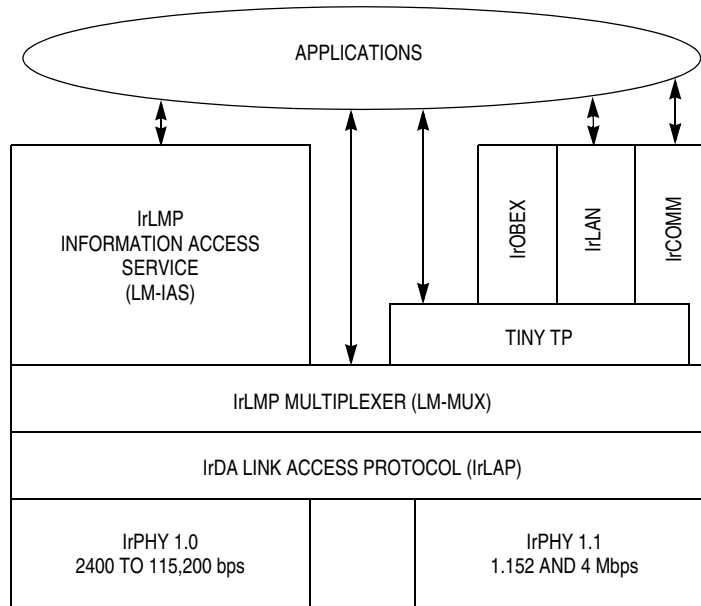 APPLICATIONS
IrLMP
INFORMATION ACCESS
SERVICE
(LM-IAS)
IrOBEX
IrLAN
IrCOMM
TINY TP
IrLMP MULTIPLEXER (LM-MUX)
IrDA LINK ACCESS PROTOCOL (IrLAP)
IrPHY 1.0
2400 TO 115,200 bps
IrPHY 1.1
1.152 AND 4 Mbps